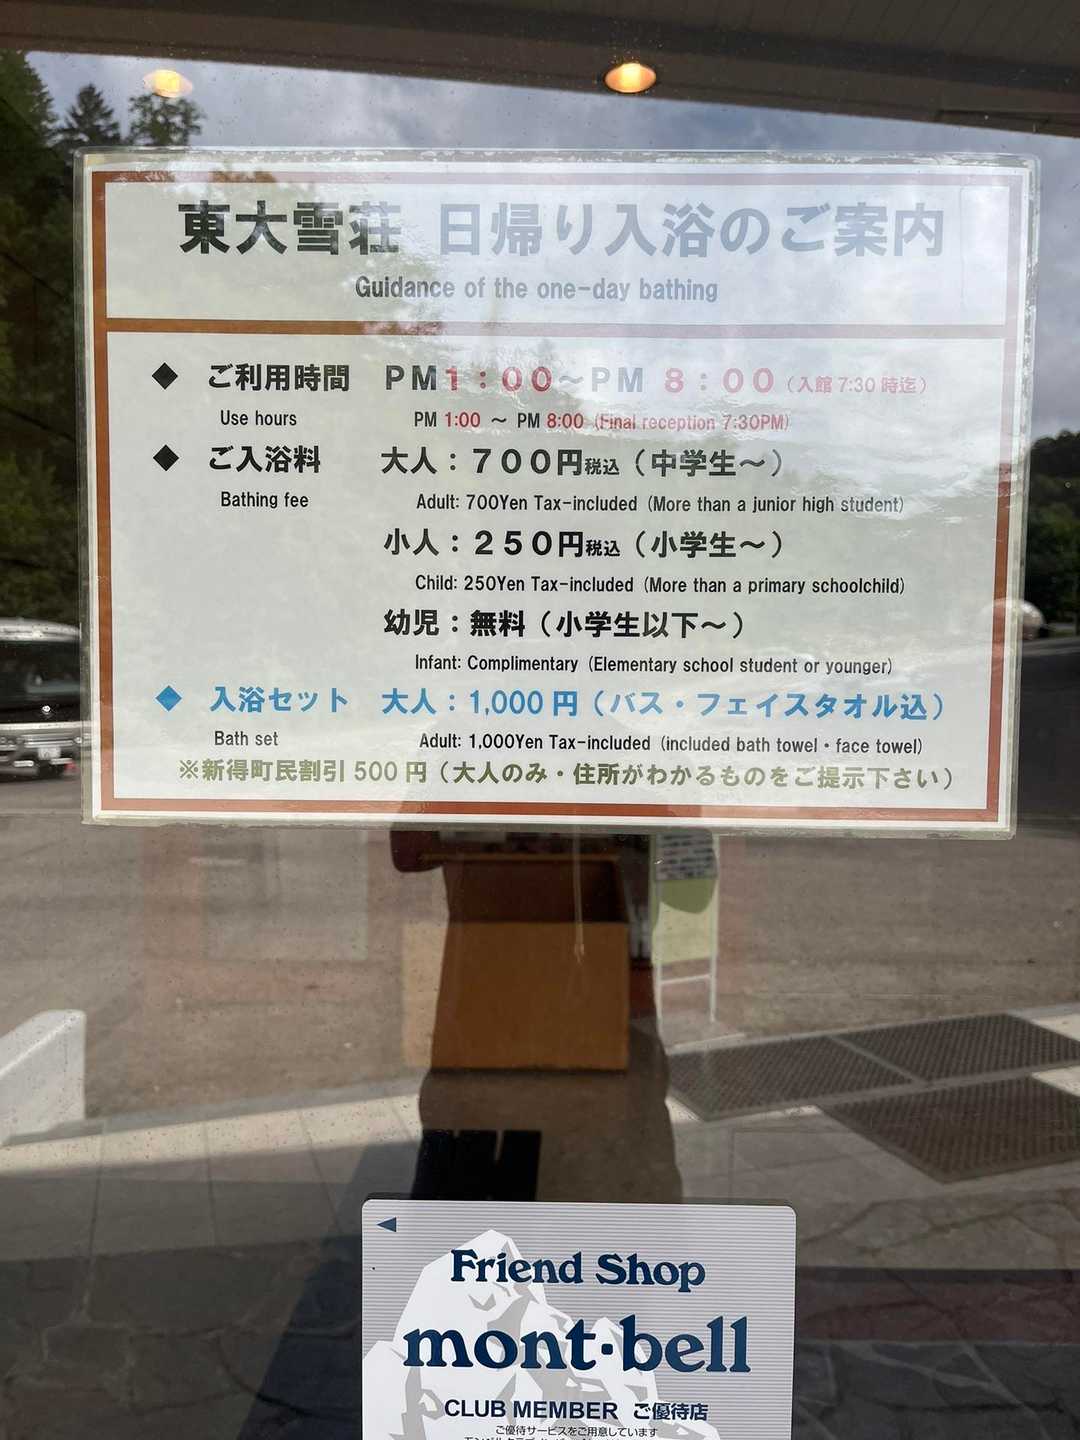 東大雪荘 日帰り入浴のご案内
Guidance of the one-day bathing
◆ ご利用時間 PM1：00～PM 8：00（入館 7:30 時迄）
Use hours PM 1:00 ～ PM 8:00 (Final reception 7:30PM)
◆ ご入浴料 大人：７００円税込（中学生～）
Bathing fee Adult: 700Yen Tax-included (More than a junior high student)
小人：２５０円税込（小学生～）
Child: 250Yen Tax-included (More than a primary schoolchild)
幼児：無料（小学生以下～）
Infant: Complimentary (Elementary school student or younger)
◆ 入浴セット 大人：1,000 円（バス・フェイスタオル込）
Bath set Adult: 1,000Yen Tax-included (included bath towel・face towel)
※新得町民割引 500 円（大人のみ・住所がわかるものをご提示下さい）
Friend Shop
mont・bell
CLUB MEMBER ご優待店
ご優待サービスをご用意しています